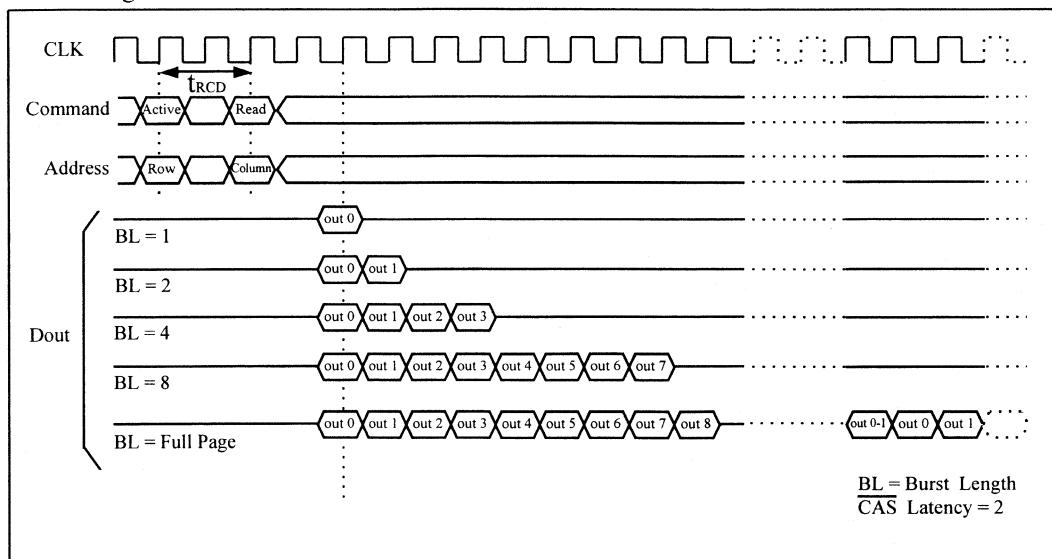 CLK
tRCD
Command Active Read
Address Row Column
Dout
out 0
BL = 1
out 0 out 1
BL = 2
out 0 out 1 out 2 out 3
BL = 4
out 0 out 1 out 2 out 3 out 4 out 5 out 6 out 7
BL = 8
out 0 out 1 out 2 out 3 out 4 out 5 out 6 out 7 out 8 out 0-1 out 0 out 1
BL = Full Page
BL = Burst Length
CAS Latency = 2